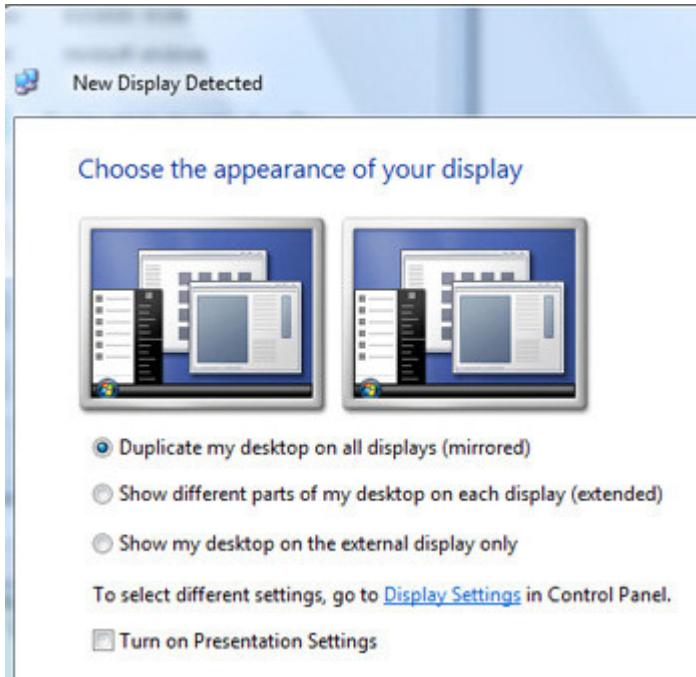 New Display Detected
Choose the appearance of your display
Duplicate my desktop on all displays (mirrored)
Show different parts of my desktop on each display (extended)
Show my desktop on the external display only
To select different settings, go to Display Settings in Control Panel.
Turn on Presentation Settings